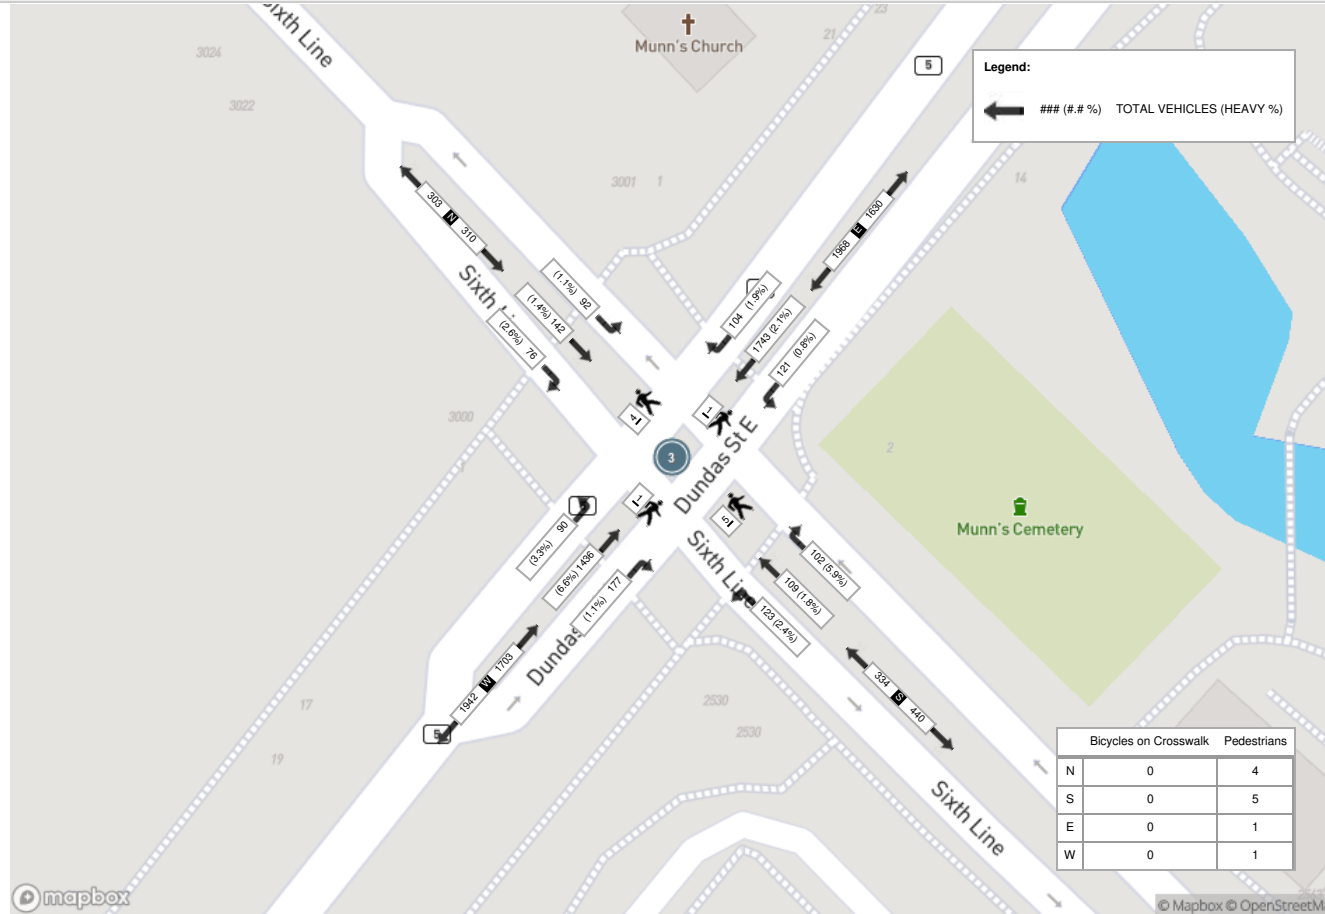 Sixth Line
3024
3022
Munn's Church
23
21
5
Legend:
### (#.# %) TOTAL VEHICLES (HEAVY %)
3001 1
14
303 N 310
1968 E 1630
Sixth
(1.1%) 92
(1.4%) 142
(2.6%) 76
104 (1.9%)
1743 (2.1%)
121 (0.8%)
3000
1
4
1
3
2
Dundas St E
Munn's Cemetery
1
5
(3.3%) 90
(6.6%) 1436
(1.1%) 177
Sixth Line
102 (5.9%)
109 (1.8%)
123 (2.4%)
1942 W 1703
Dundas
334 S 440
5
17
19
2530
2530
Sixth Line
Bicycles on Crosswalk Pedestrians
N 0 4
S 0 5
E 0 1
W 0 1
mapbox
© Mapbox © OpenStreetM